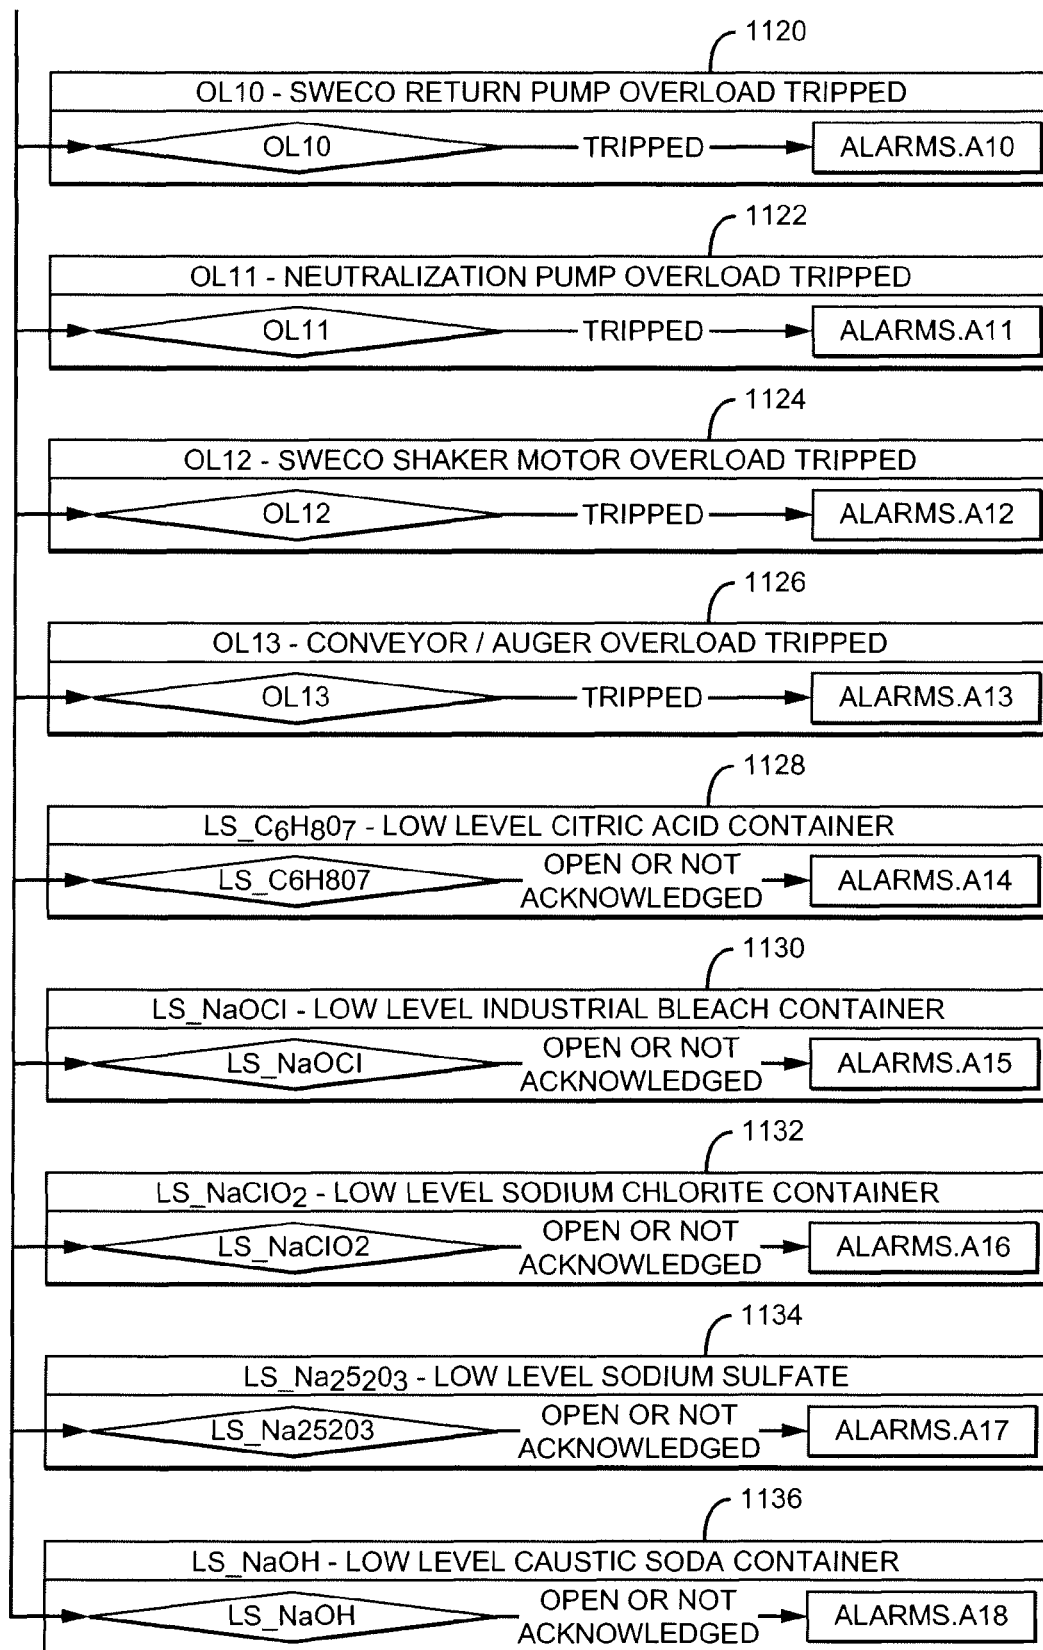 1120
OL10 - SWECO RETURN PUMP OVERLOAD TRIPPED
OL10
TRIPPED
ALARMS.A10
1122
OL11 - NEUTRALIZATION PUMP OVERLOAD TRIPPED
OL11
TRIPPED
ALARMS.A11
1124
OL12 - SWECO SHAKER MOTOR OVERLOAD TRIPPED
OL12
TRIPPED
ALARMS.A12
1126
OL13 - CONVEYOR / AUGER OVERLOAD TRIPPED
OL13
TRIPPED
ALARMS.A13
1128
LS_C6H807 - LOW LEVEL CITRIC ACID CONTAINER
LS_C6H807
OPEN OR NOT
ACKNOWLEDGED
ALARMS.A14
1130
LS_NaOCl - LOW LEVEL INDUSTRIAL BLEACH CONTAINER
LS_NaOCl
OPEN OR NOT
ACKNOWLEDGED
ALARMS.A15
1132
LS_NaClO2 - LOW LEVEL SODIUM CHLORITE CONTAINER
LS_NaClO2
OPEN OR NOT
ACKNOWLEDGED
ALARMS.A16
1134
LS_Na25203 - LOW LEVEL SODIUM SULFATE
LS_Na25203
OPEN OR NOT
ACKNOWLEDGED
ALARMS.A17
1136
LS_NaOH - LOW LEVEL CAUSTIC SODA CONTAINER
LS_NaOH
OPEN OR NOT
ACKNOWLEDGED
ALARMS.A18